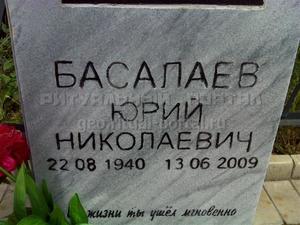 БАСАЛАЕВ
ЮРИЙ
НИКОЛАЕВИЧ
22 08 1940 13 06 2009
жизни ты ушёл мгновенно